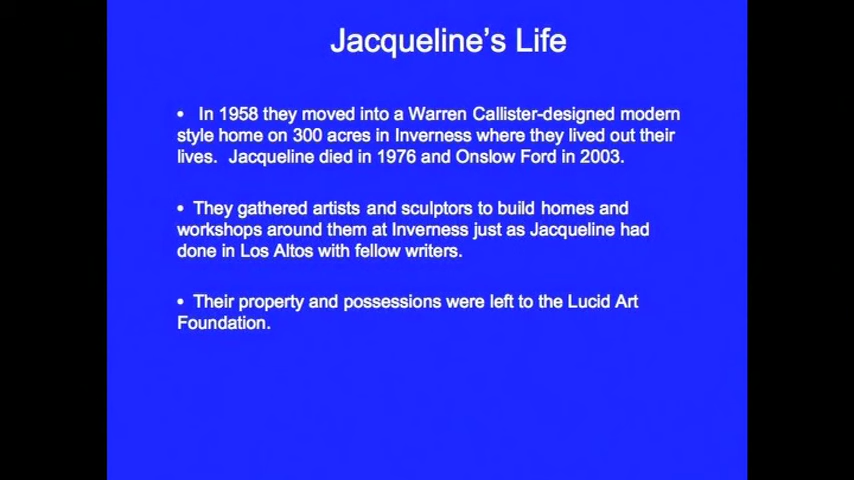 Jacqueline's Life
• In 1958 they moved into a Warren Callister-designed modern
style home on 300 acres in Inverness where they lived out their
lives. Jacqueline died in 1976 and Onslow Ford in 2003.
• They gathered artists and sculptors to build homes and
workshops around them at Inverness just as Jacqueline had
done in Los Altos with fellow writers.
• Their property and possessions were left to the Lucid Art
Foundation.